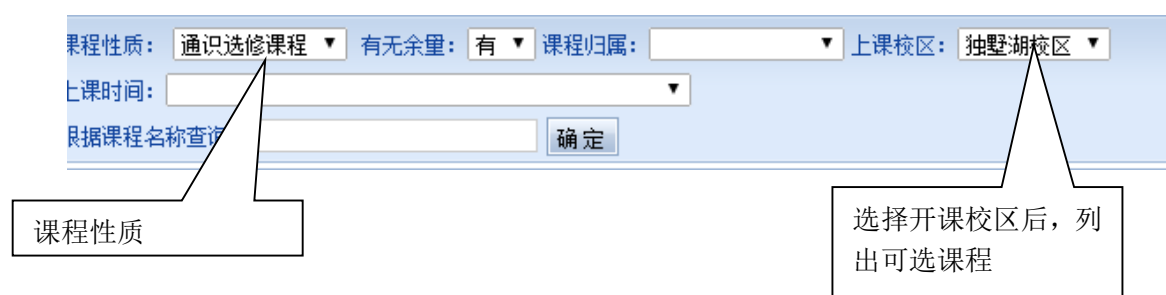 课程性质： 通识选修课程 有无余量： 有 课程归属： 上课校区： 独墅湖校区
上课时间：
根据课程名称查询
确定
课程性质
选择开课校区后，列
出可选课程